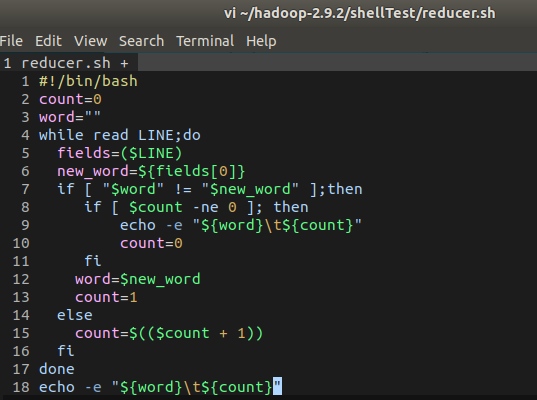 vi ~/hadoop-2.9.2/shellTest/reducer.sh
File Edit View Search Terminal Help
1 reducer.sh +
1 #!/bin/bash
2 count=0
3 word=""
4 while read LINE;do
5   fields=($LINE)
6   new_word=${fields[0]}
7   if [ "$word" != "$new_word" ];then
8      if [ $count -ne 0 ]; then
9          echo -e "${word}\t${count}"
10          count=0
11      fi
12     word=$new_word
13     count=1
14   else
15     count=$(($count + 1))
16   fi
17 done
18 echo -e "${word}\t${count}"